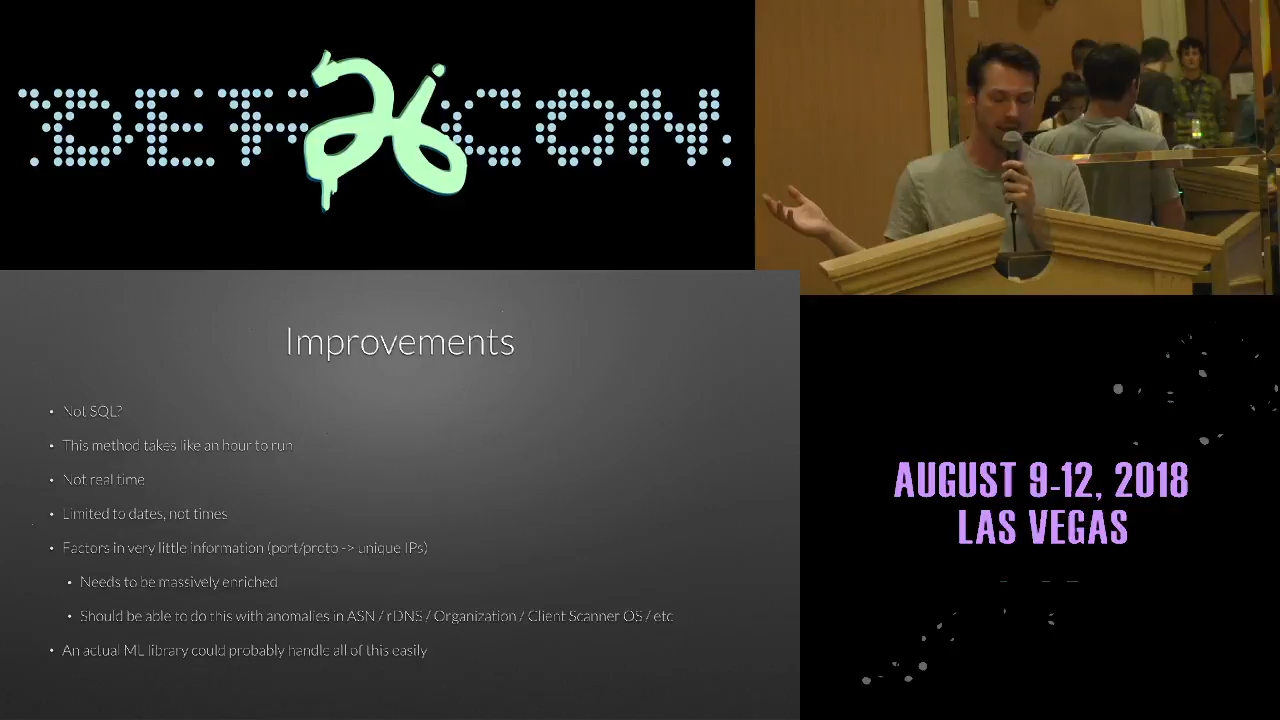 DEF 26 CON
Improvements
• Not SQL?
• This method takes like an hour to run
• Not real time
• Limited to dates, not times
• Factors in very little information (port/proto -> unique IPs)
• Needs to be massively enriched
• Should be able to do this with anomalies in ASN / rDNS / Organization / Client Scanner OS / etc
• An actual ML library could probably handle all of this easily
AUGUST 9-12, 2018
LAS VEGAS